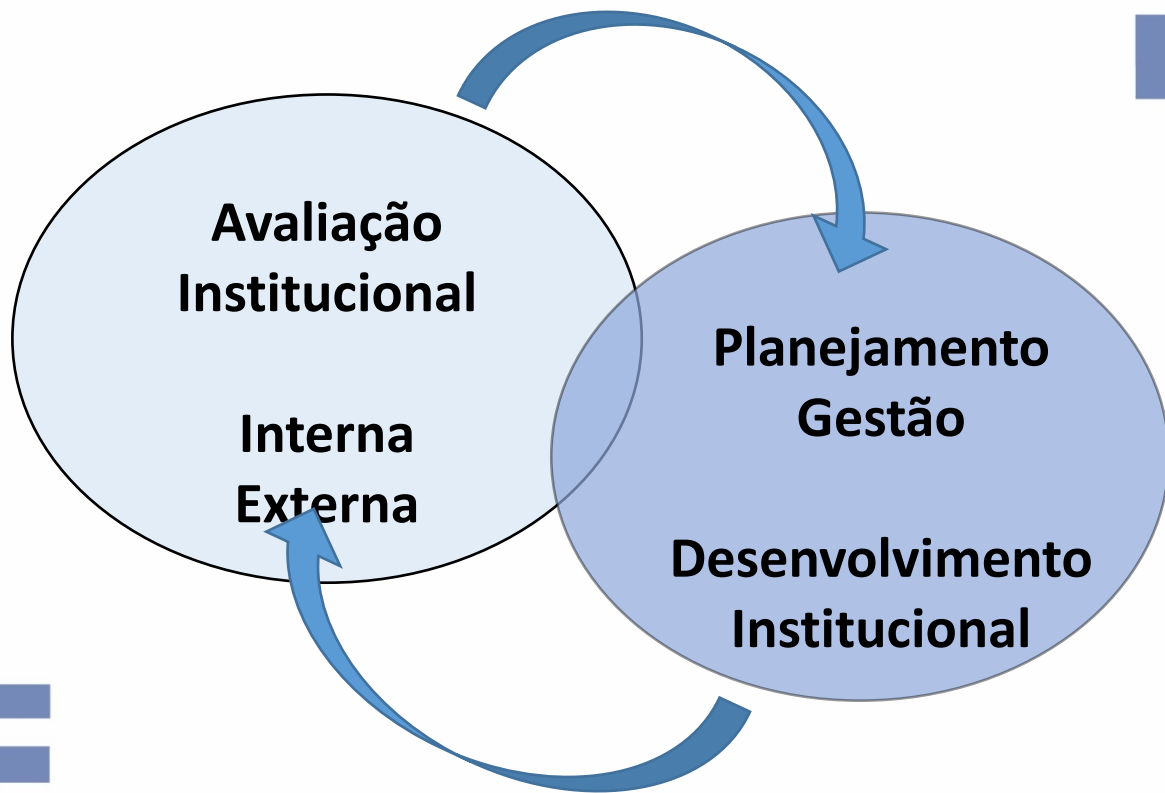 Avaliação
Institucional
Interna
Externa
Planejamento
Gestão
Desenvolvimento
Institucional